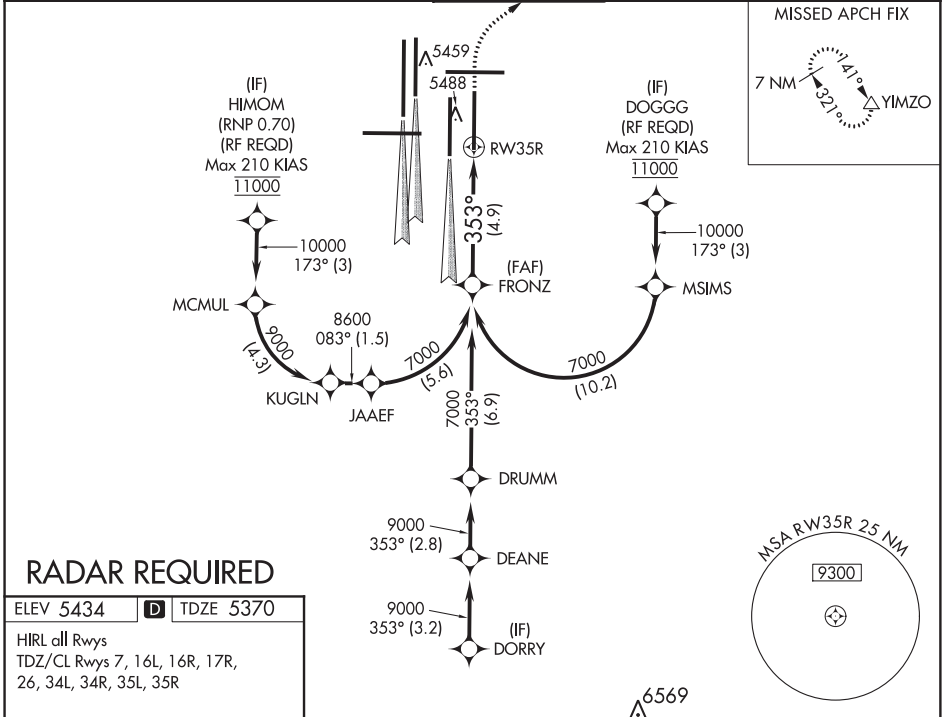 MISSED APCH FIX
7 NM
141°
321°
YIMZO
5459
5488
(IF)
HIMOM
(RNP 0.70)
(RF REQD)
Max 210 KIAS
11000
(IF)
DOGGG
(RF REQD)
Max 210 KIAS
11000
RW35R
353°
(4.9)
10000
173° (3)
10000
173° (3)
(FAF)
FRONZ
MCMUL
MSIMS
9000
(4.3)
8600
083° (1.5)
7000
(5.6)
7000
(10.2)
KUGLN
JAAEF
7000
353°
(6.9)
DRUMM
9000
353° (2.8)
DEANE
9000
353° (3.2)
(IF)
DORRY
MSA RW35R 25 NM
9300
RADAR REQUIRED
ELEV 5434
D
TDZE 5370
HIRL all Rwys
TDZ/CL Rwys 7, 16L, 16R, 17R,
26, 34L, 34R, 35L, 35R
6569